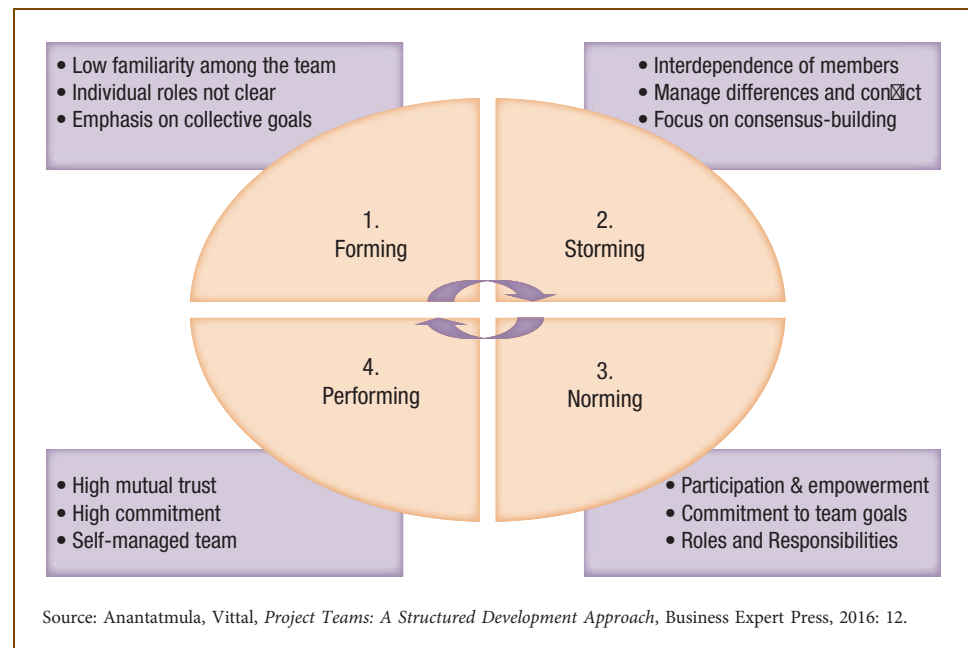 • Low familiarity among the team
• Individual roles not clear
• Emphasis on collective goals
• Interdependence of members
• Manage differences and con☒ict
• Focus on consensus-building
1.
Forming
2.
Storming
4.
Performing
3.
Norming
• High mutual trust
• High commitment
• Self-managed team
• Participation & empowerment
• Commitment to team goals
• Roles and Responsibilities
Source: Anantatmula, Vittal, Project Teams: A Structured Development Approach, Business Expert Press, 2016: 12.